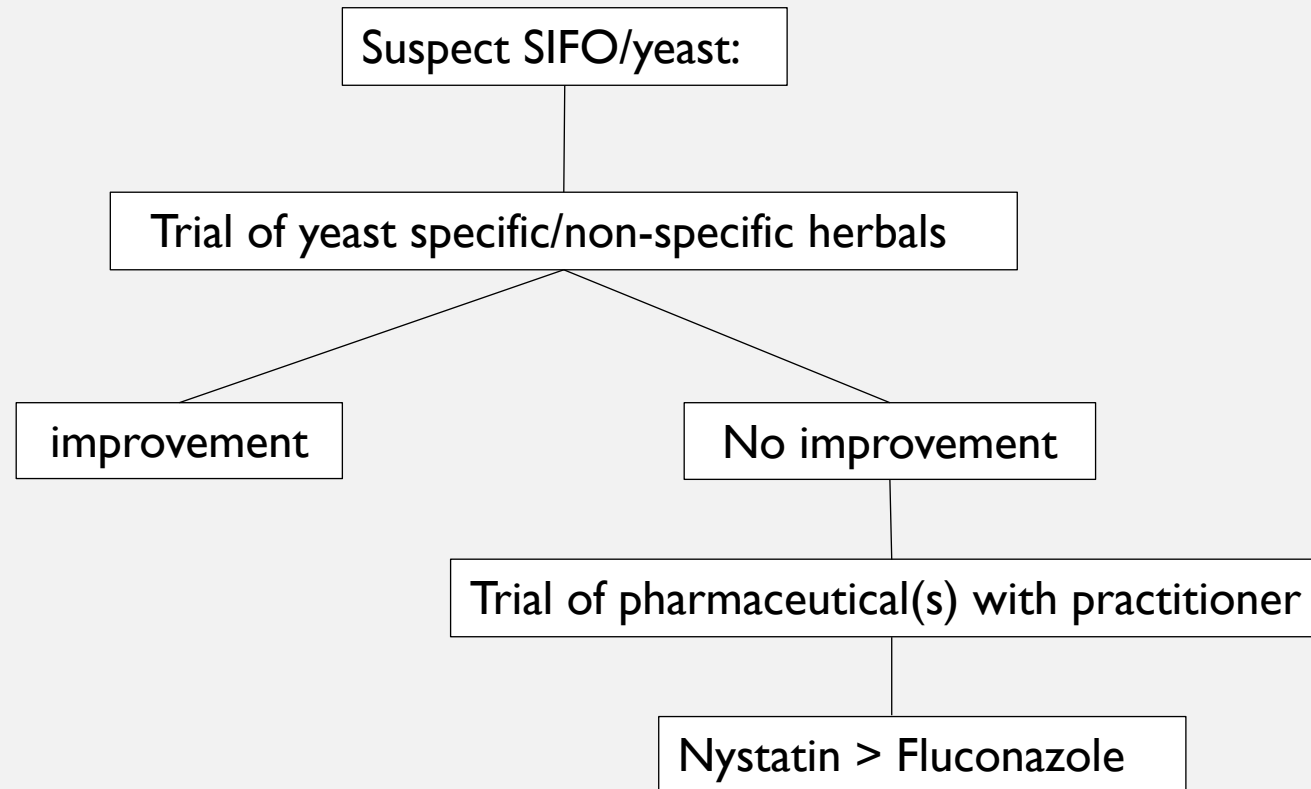 Suspect SIFO/yeast:
Trial of yeast specific/non-specific herbals
improvement
No improvement
Trial of pharmaceutical(s) with practitioner
Nystatin > Fluconazole